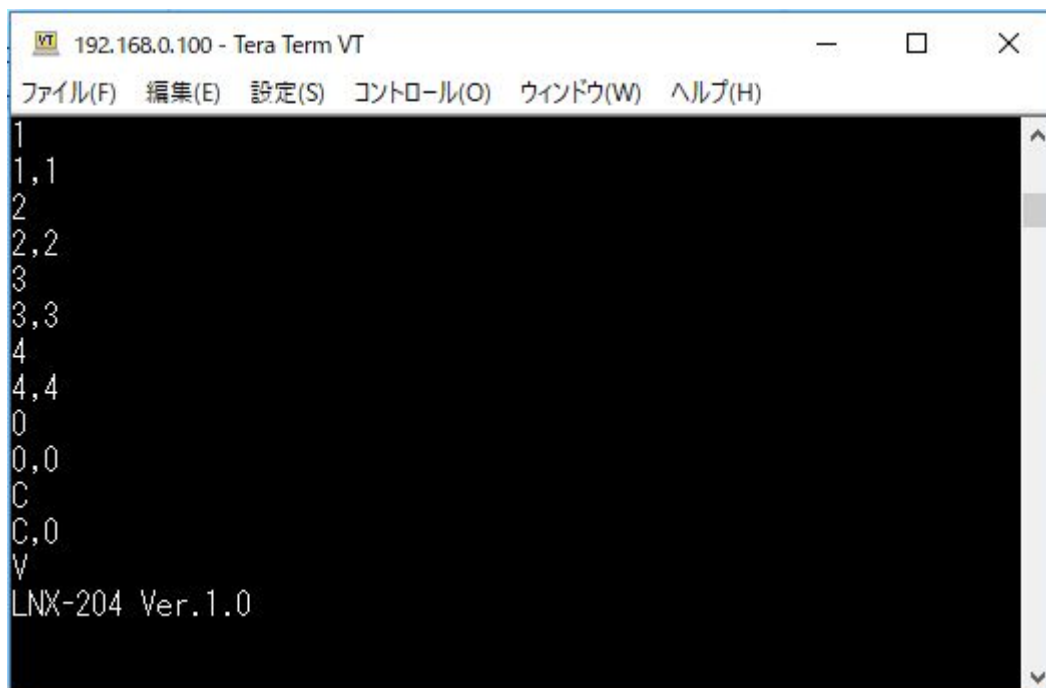 192.168.0.100 - Tera Term VT
ファイル(F) 編集(E) 設定(S) コントロール(O) ウィンドウ(W) ヘルプ(H)
1
1,1
2
2,2
3
3,3
4
4,4
0
0,0
C
C,0
V
LNX-204 Ver.1.0